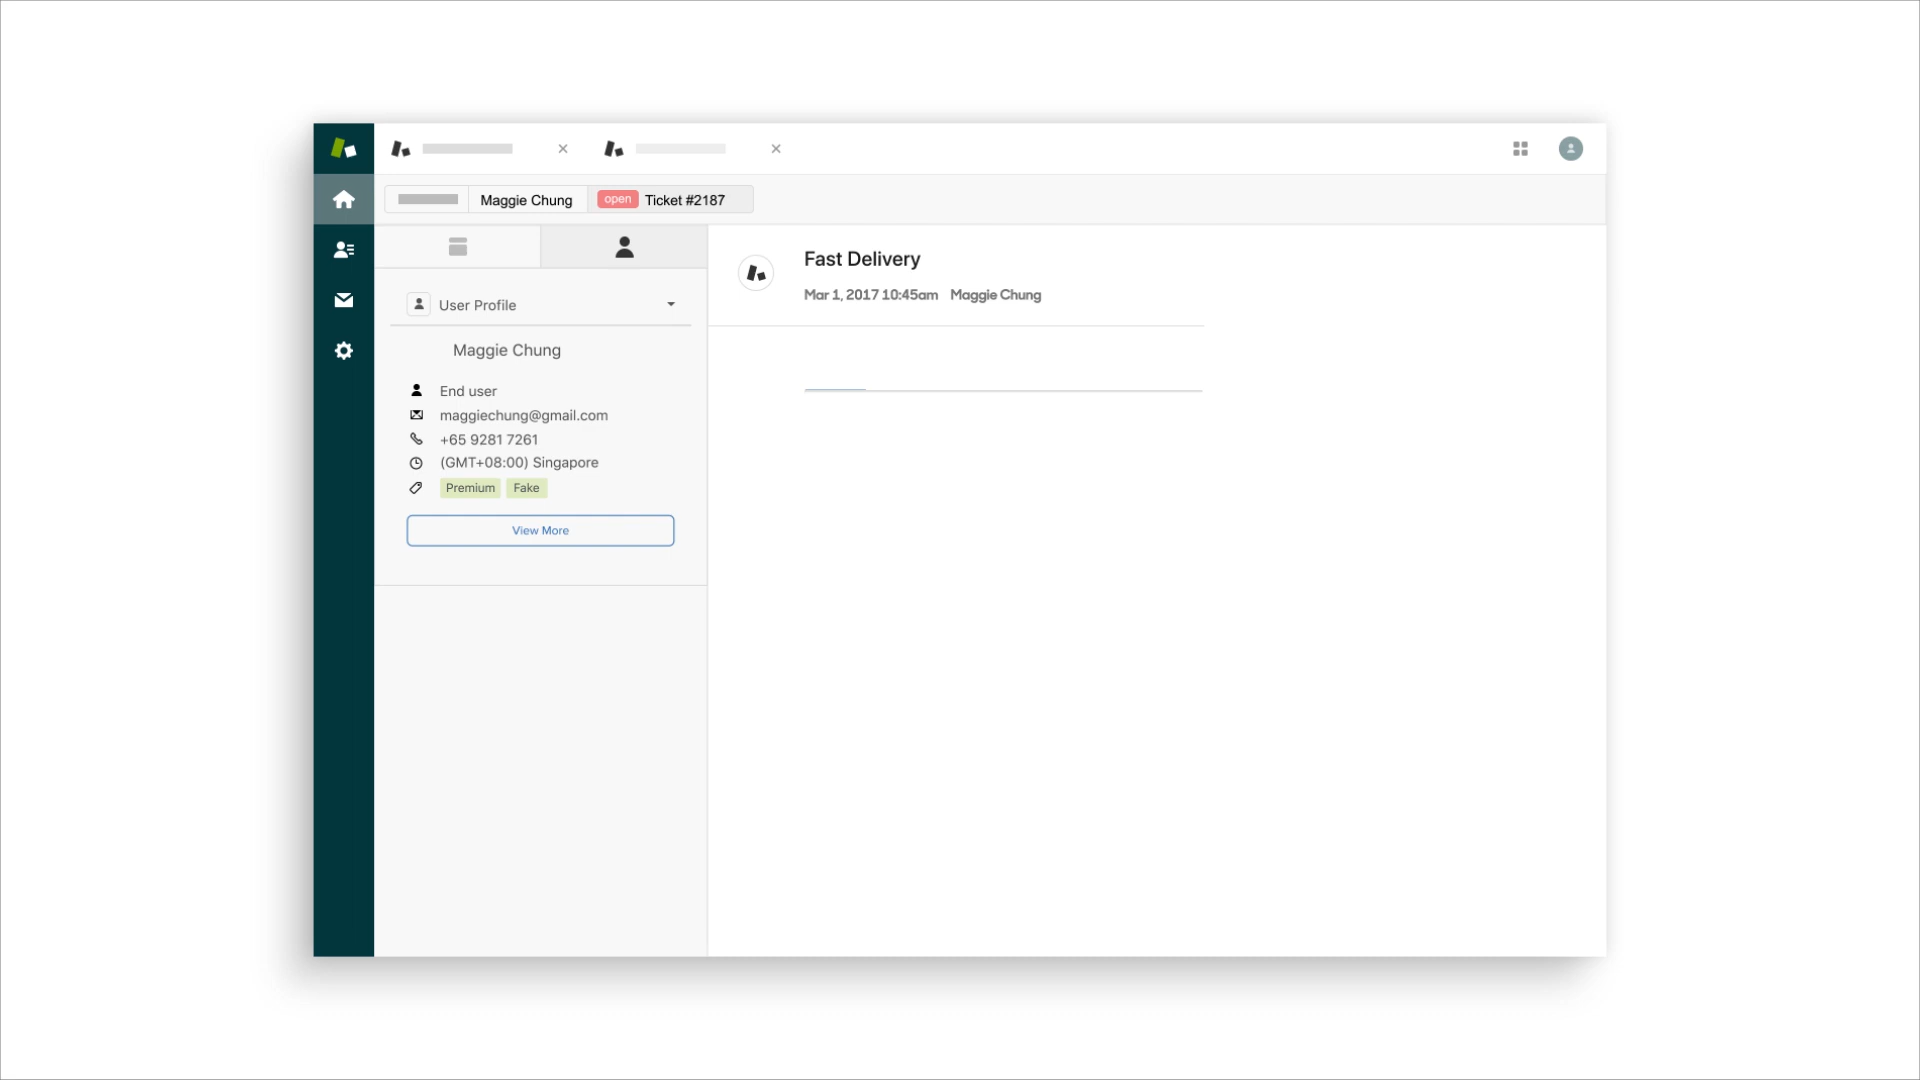 Maggie Chung open Ticket #2187
Fast Delivery
Mar 1, 2017 10:45am Maggie Chung
User Profile
Maggie Chung
End user
maggiechung@gmail.com
+65 9281 7261
(GMT+08:00) Singapore
Premium Fake
View More